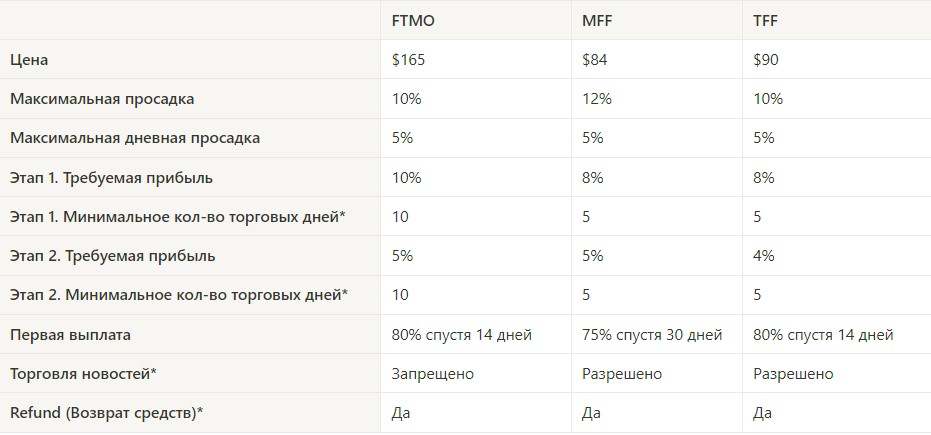 FTMO MFF TFF
Цена $165 $84 $90
Максимальная просадка 10% 12% 10%
Максимальная дневная просадка 5% 5% 5%
Этап 1. Требуемая прибыль 10% 8% 8%
Этап 1. Минимальное кол-во торговых дней* 10 5 5
Этап 2. Требуемая прибыль 5% 5% 4%
Этап 2. Минимальное кол-во торговых дней* 10 5 5
Первая выплата 80% спустя 14 дней 75% спустя 30 дней 80% спустя 14 дней
Торговля новостей* Запрещено Разрешено Разрешено
Refund (Возврат средств)* Да Да Да